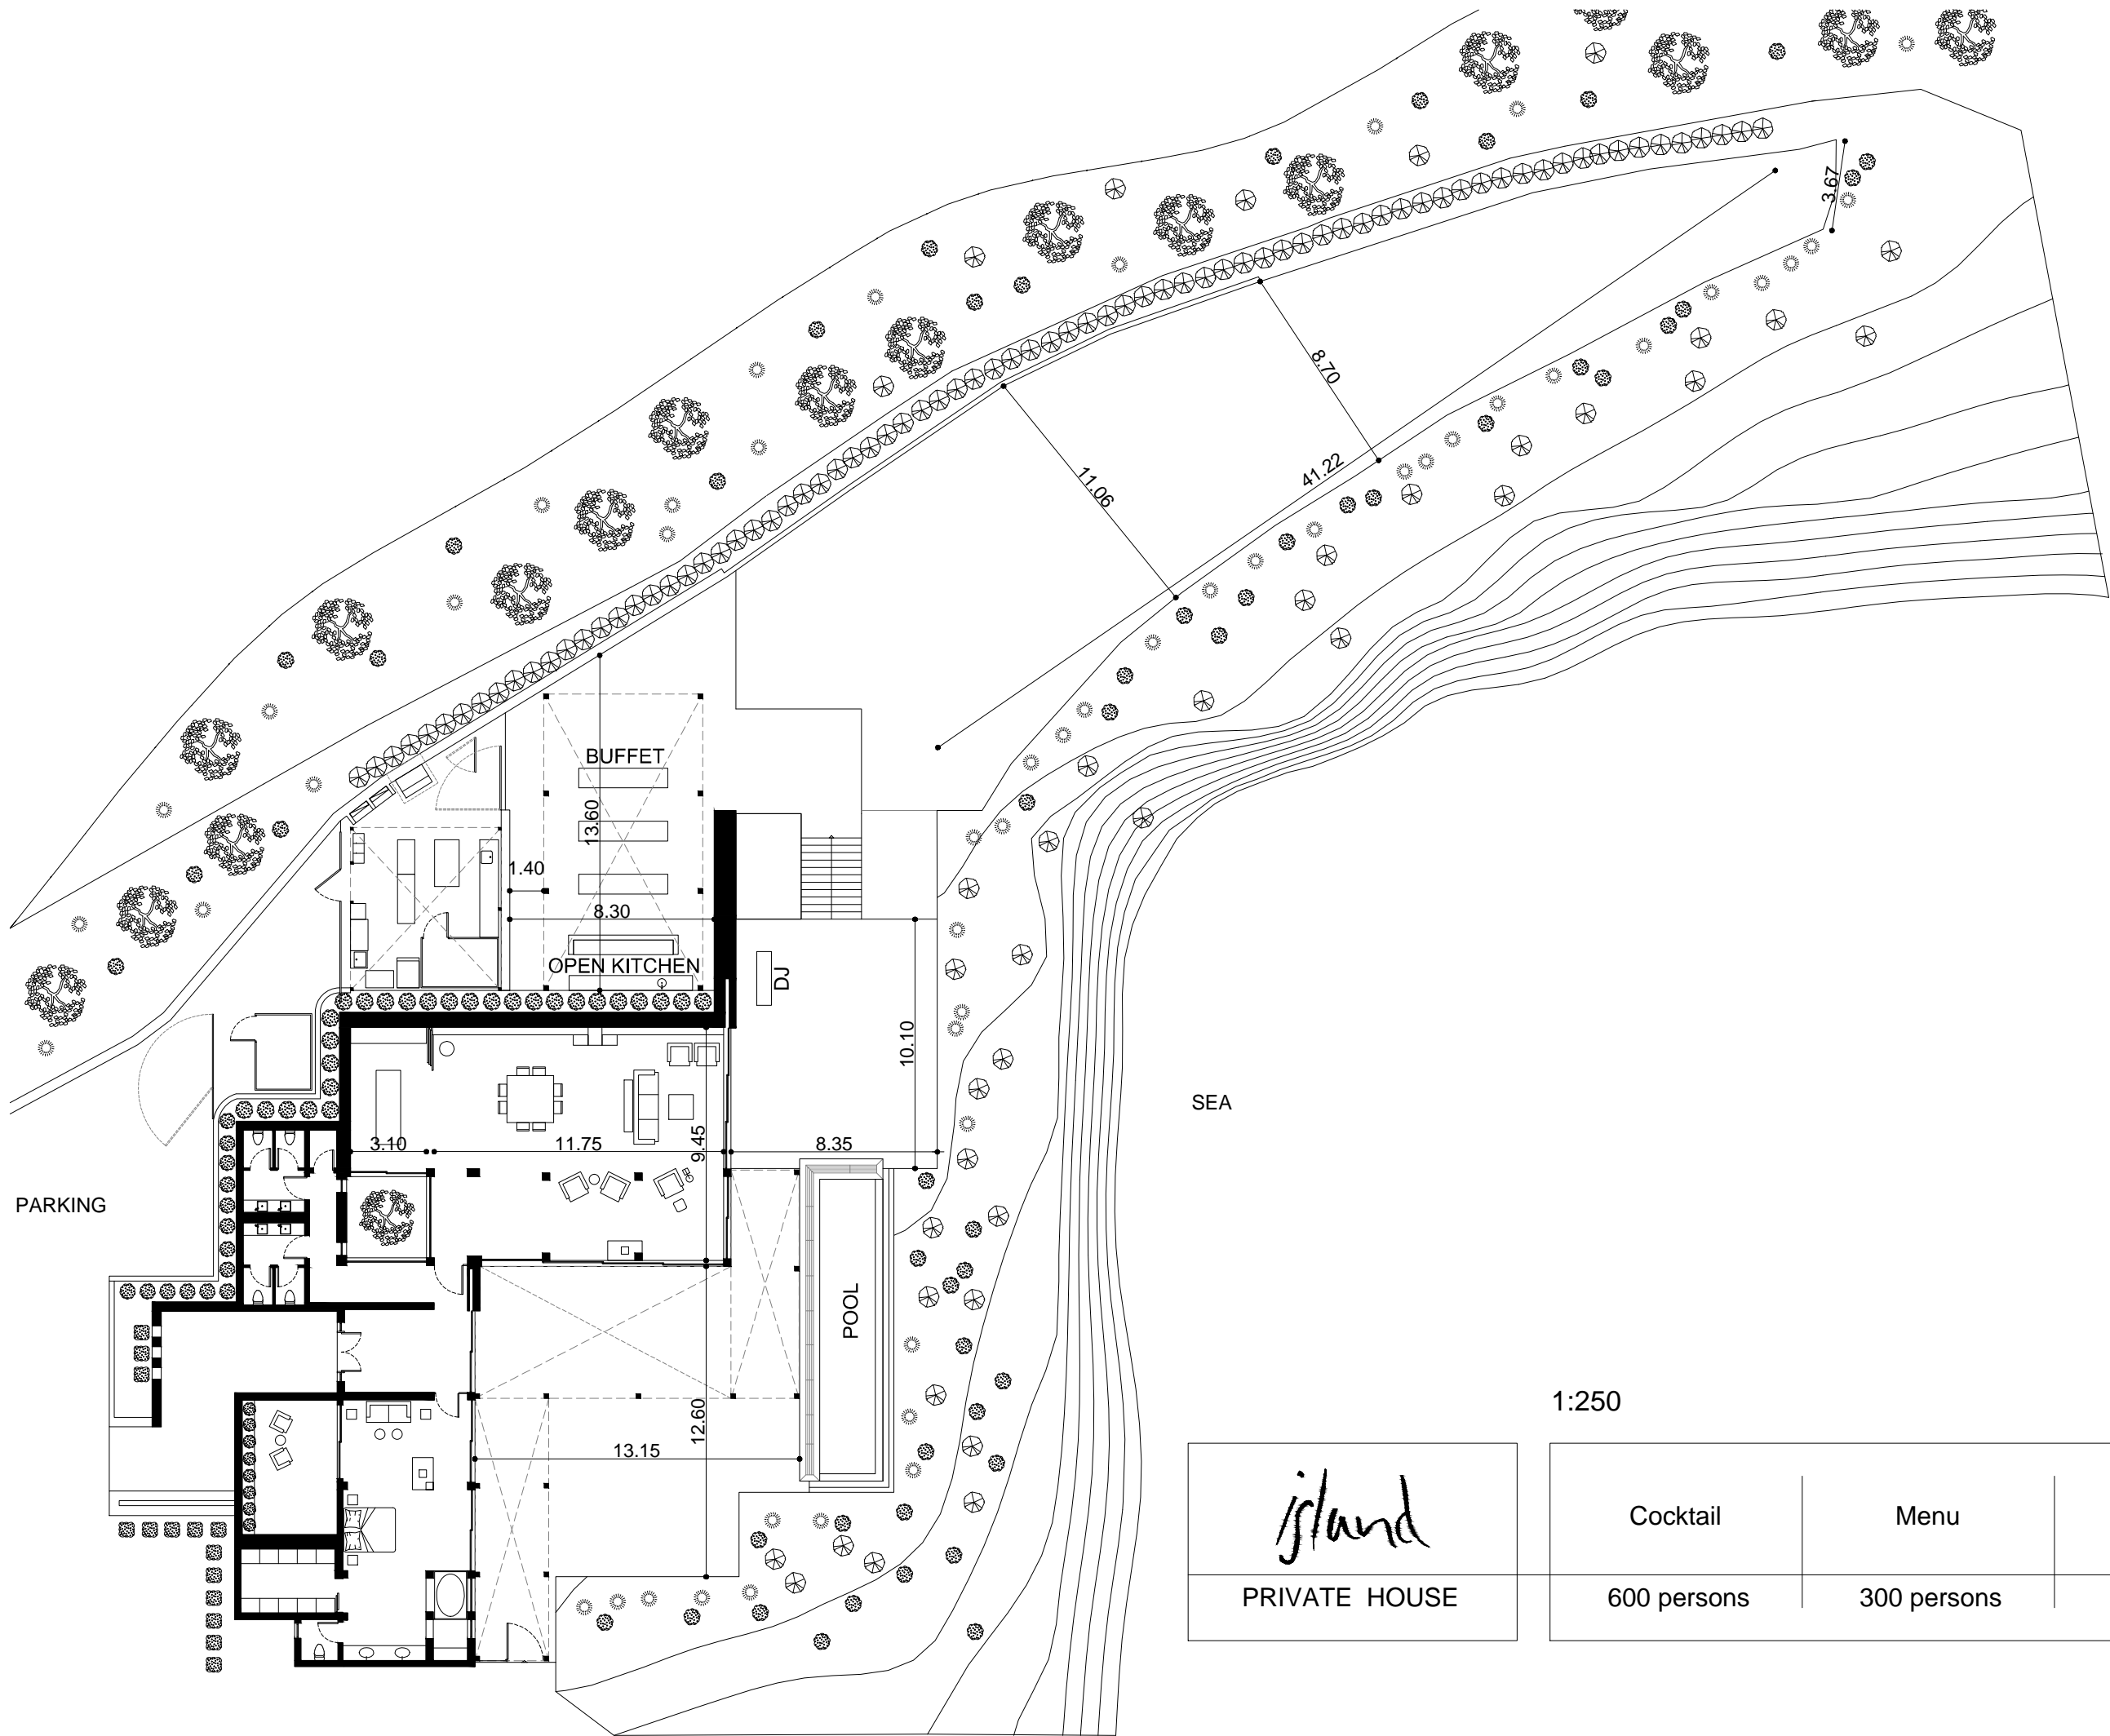 3.67
8.70
41.22
11.06
BUFFET
13.60
1.40
8.30
OPEN KITCHEN
DJ
10.10
SEA
3.10
11.75
9.45
8.35
PARKING
POOL
12.60
13.15
1:250
island
Cocktail
Menu
PRIVATE HOUSE
600 persons
300 persons